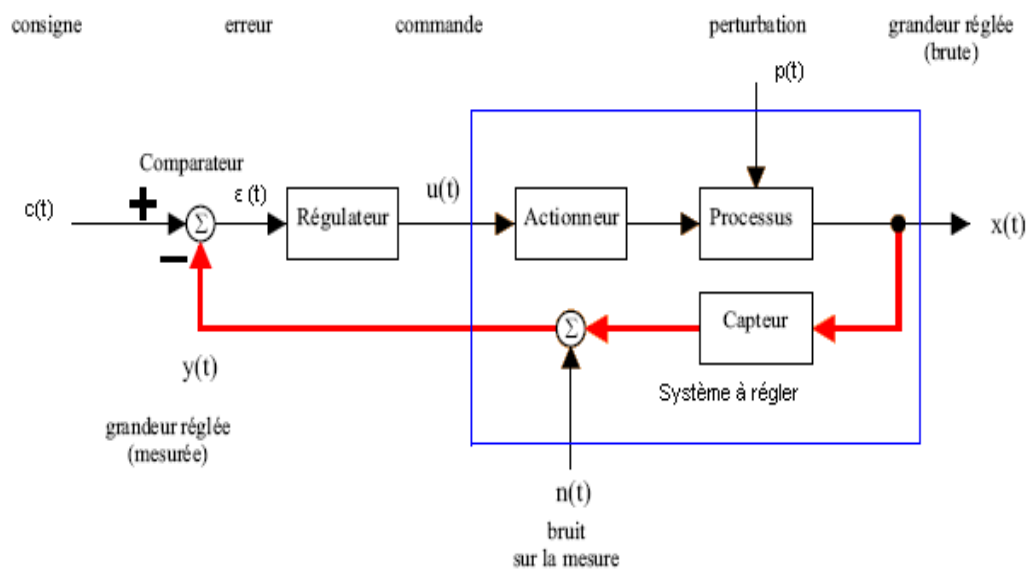 consigne
erreur
commande
perturbation
grandeur réglée
(brute)
p(t)
Comparateur
+
c(t)
Σ
ε (t)
Régulateur
u(t)
Actionneur
Processus
x(t)
−
Σ
Capteur
y(t)
Système à régler
grandeur réglée
(mesurée)
n(t)
bruit
sur la mesure